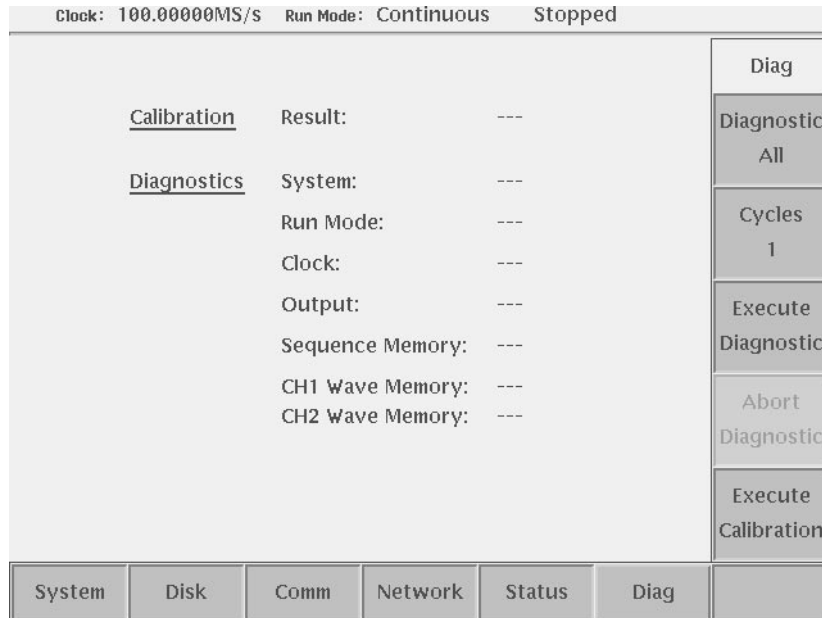 Clock: 100.00000MS/s Run Mode: Continuous Stopped
Calibration Result: ---
Diagnostics System: ---
Run Mode: ---
Clock: ---
Output: ---
Sequence Memory: ---
CH1 Wave Memory: ---
CH2 Wave Memory: ---
Diag
Diagnostic
All
Cycles
1
Execute
Diagnostic
Abort
Diagnostic
Execute
Calibration
System Disk Comm Network Status Diag